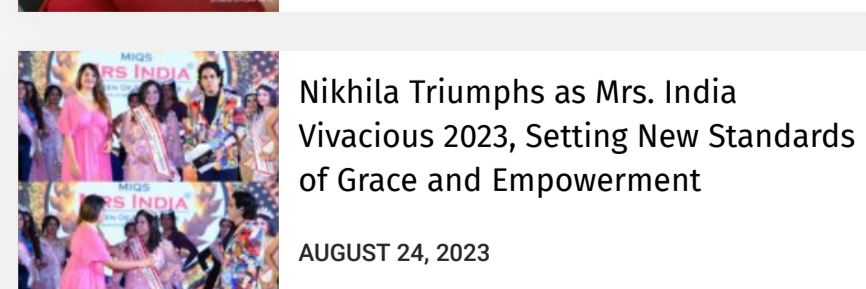 MIQS
RS INDIA
Nikhila Triumphs as Mrs. India
Vivacious 2023, Setting New Standards
of Grace and Empowerment
MIQS
RS INDIA
AUGUST 24, 2023